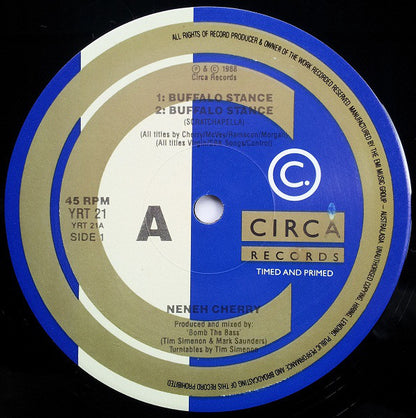 ALL RIGHTS OF RECORD PRODUCER & OWNER OF THE WORK RECORDED RESERVED. MANUFACTURED BY THE EMI MUSIC GROUP – AUSTRALASIA. UNAUTHORISED COPYING, HIRING, LENDING, PUBLIC PERFORMANCE AND BROADCASTING OF THIS RECORD PROHIBITED
℗ & © 1988
Circa Records
1: BUFFALO STANCE
2: BUFFALO STANCE
(SCRATCHAPELLA)
(All titles by Cherry/McVey/Ramacon/Morgan)
(All titles Virgin/SBK Songs/Control)
C.
45 RPM
YRT 21
YRT 21A
SIDE 1
A
CIRCA
RECORDS
TIMED AND PRIMED
NENEH CHERRY
Produced and mixed by:
'Bomb The Bass'
(Tim Simenon & Mark Saunders)
Turntables by Tim Simenon